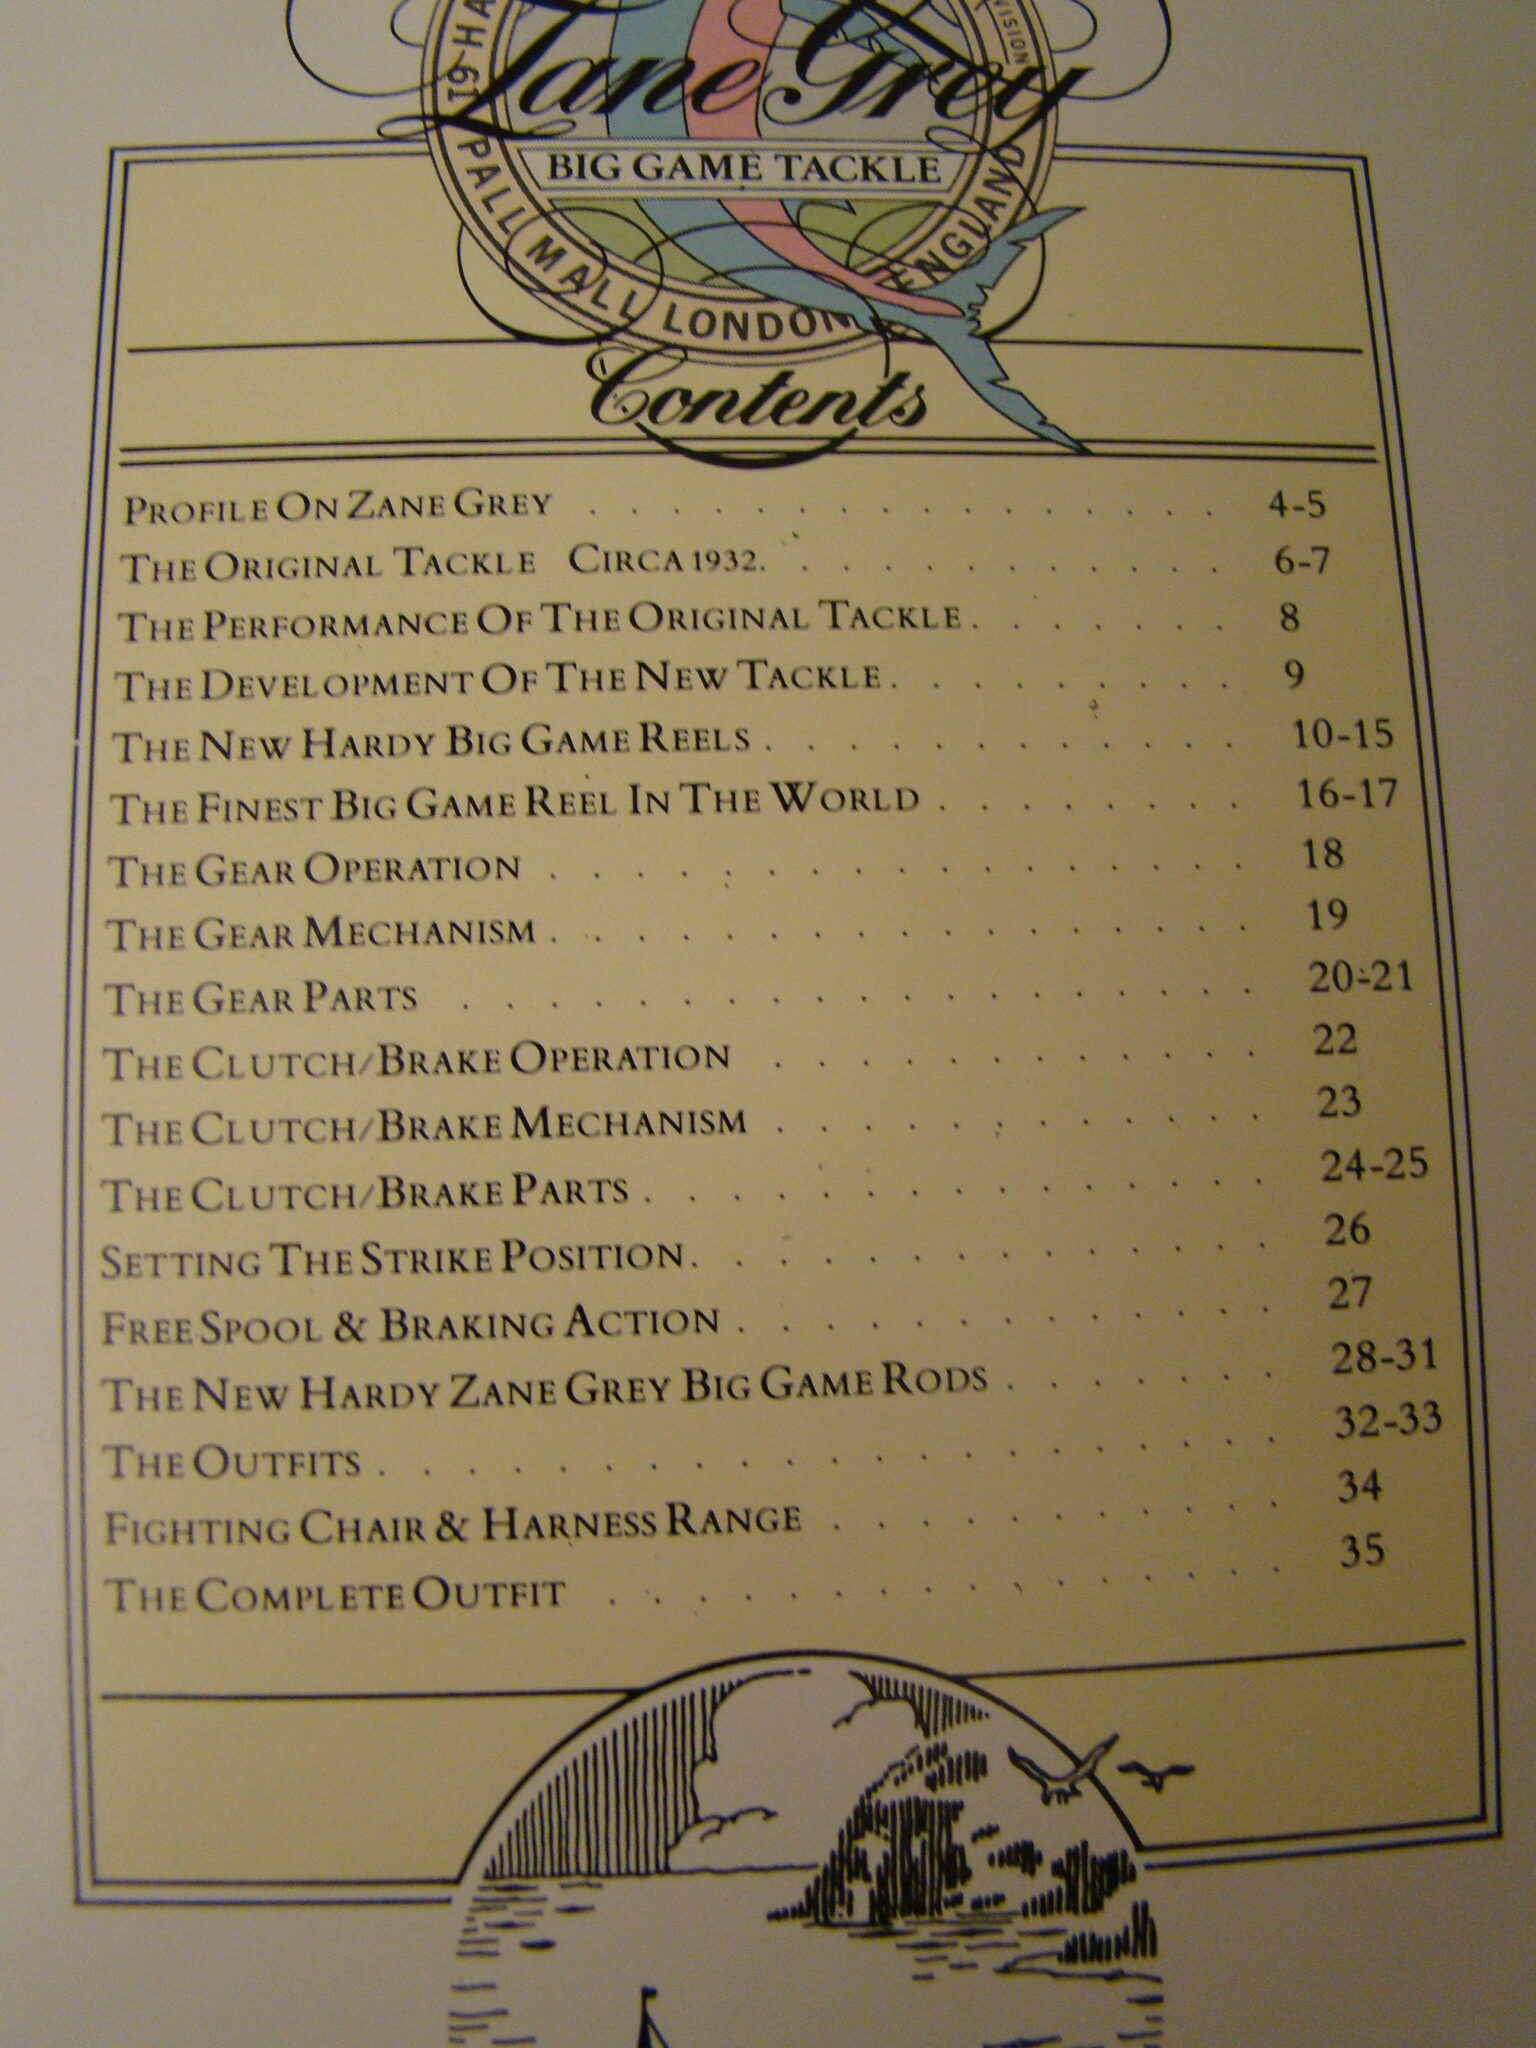 Zane Grey
BIG GAME TACKLE
19 HA
PALL MALL LONDON ENGLAND
VISION
Contents
PROFILE ON ZANE GREY . . . . . . . . . . . . . . . . 4-5
THE ORIGINAL TACKLE CIRCA 1932. . . . . . . . . . . . 6-7
THE PERFORMANCE OF THE ORIGINAL TACKLE. . . . . . . 8
THE DEVELOPMENT OF THE NEW TACKLE. . . . . . . . . . 9
THE NEW HARDY BIG GAME REELS . . . . . . . . . . . . 10-15
THE FINEST BIG GAME REEL IN THE WORLD . . . . . . . . 16-17
THE GEAR OPERATION . . . . . . . . . . . . . . . . 18
THE GEAR MECHANISM . . . . . . . . . . . . . . . . . 19
THE GEAR PARTS . . . . . . . . . . . . . . . . . . 20-21
THE CLUTCH/BRAKE OPERATION . . . . . . . . . . . . 22
THE CLUTCH/BRAKE MECHANISM . . . . . . . . . . . . 23
THE CLUTCH/BRAKE PARTS . . . . . . . . . . . . . . . 24-25
SETTING THE STRIKE POSITION. . . . . . . . . . . . . . 26
FREE SPOOL & BRAKING ACTION . . . . . . . . . . . . . 27
THE NEW HARDY ZANE GREY BIG GAME RODS . . . . . . . 28-31
THE OUTFITS . . . . . . . . . . . . . . . . . . . . 32-33
FIGHTING CHAIR & HARNESS RANGE . . . . . . . . . . . 34
THE COMPLETE OUTFIT . . . . . . . . . . . . . . . 35